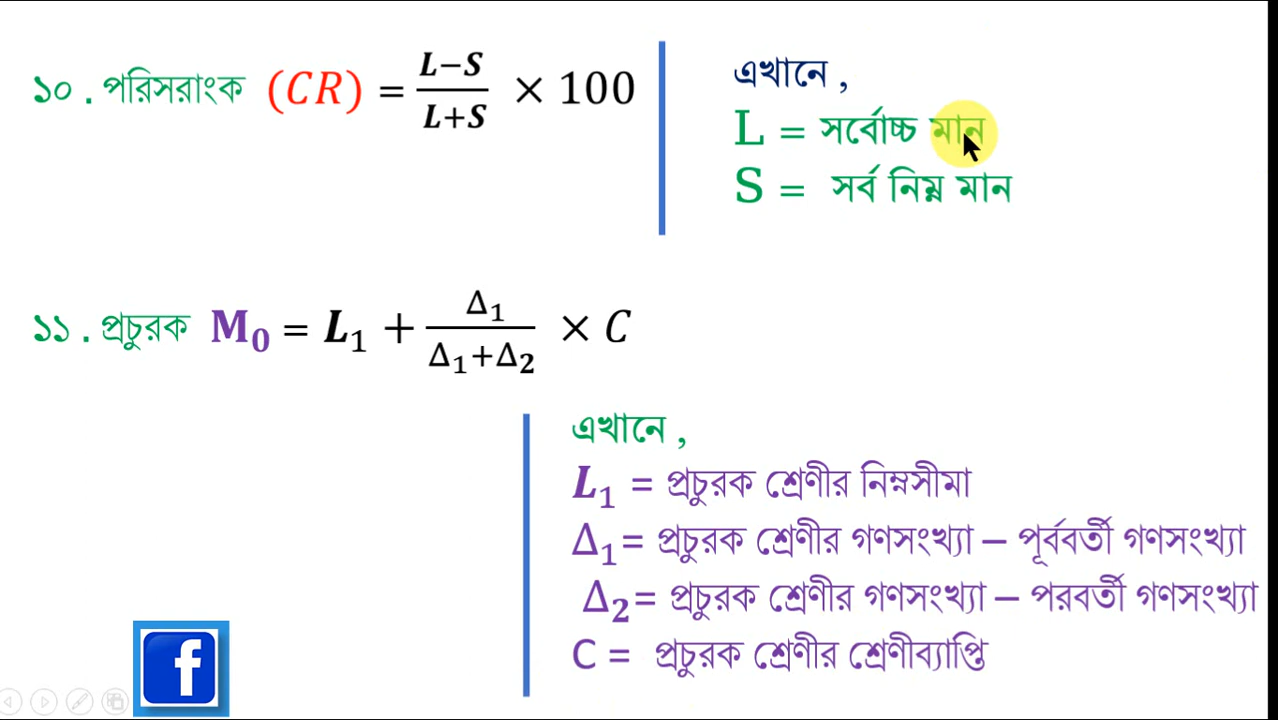 ১০ . পরিসরাংক (CR) = L−S / L+S × 100
এখানে ,
L = সর্বোচ্চ মান
S = সর্ব নিম্ন মান
১১ . প্রচুরক M₀ = L₁ + Δ₁ / Δ₁+Δ₂ × C
এখানে ,
L₁ = প্রচুরক শ্রেণীর নিম্নসীমা
Δ₁= প্রচুরক শ্রেণীর গণসংখ্যা – পূর্ববর্তী গণসংখ্যা
Δ₂= প্রচুরক শ্রেণীর গণসংখ্যা – পরবর্তী গণসংখ্যা
C = প্রচুরক শ্রেণীর শ্রেণীব্যাপ্তি
f